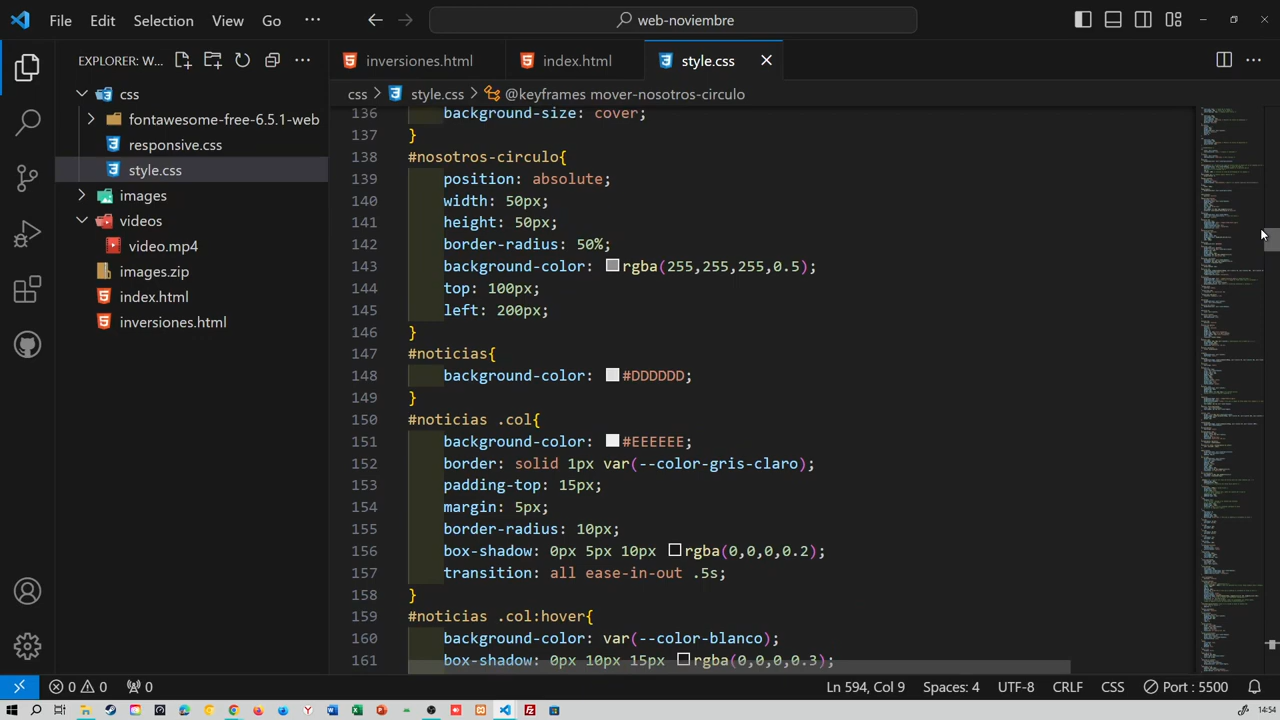 File Edit Selection View Go ··· web-noviembre
EXPLORER: W... ···
inversiones.html index.html style.css
css > style.css > @keyframes mover-nosotros-circulo
css
fontawesome-free-6.5.1-web
responsive.css
style.css
images
videos
video.mp4
images.zip
index.html
inversiones.html
136 background-size: cover;
137 }
138 #nosotros-circulo{
139 position: absolute;
140 width: 50px;
141 height:
142 border-radius: 50%;
143 background-color: rgba(255,255,255,0.
144 top: 100px;
145 left:
146 }
147 #noticias{
148 background-color: #DDDDDD;
149 }
150 #noticias
151 background-color: #EEEEEE;
152 border: solid 1px var(--color-gris-claro);
153 padding-top: 15px;
154 margin:
155 border-radius: 10px;
156 box-shadow: 0px 5px 10px rgba(0,0,0,0.2);
157 transition: all ease-in-out .5s;
158 }
159 #noticias :hover{
160 background-color: var(--color-blanco);
161 box-shadow: 0px 10px 15px rgba(0,0,0,0.3);
0 0 0 Ln 594, Col 9 Spaces: 4 UTF-8 CRLF CSS Port : 5500
14:54